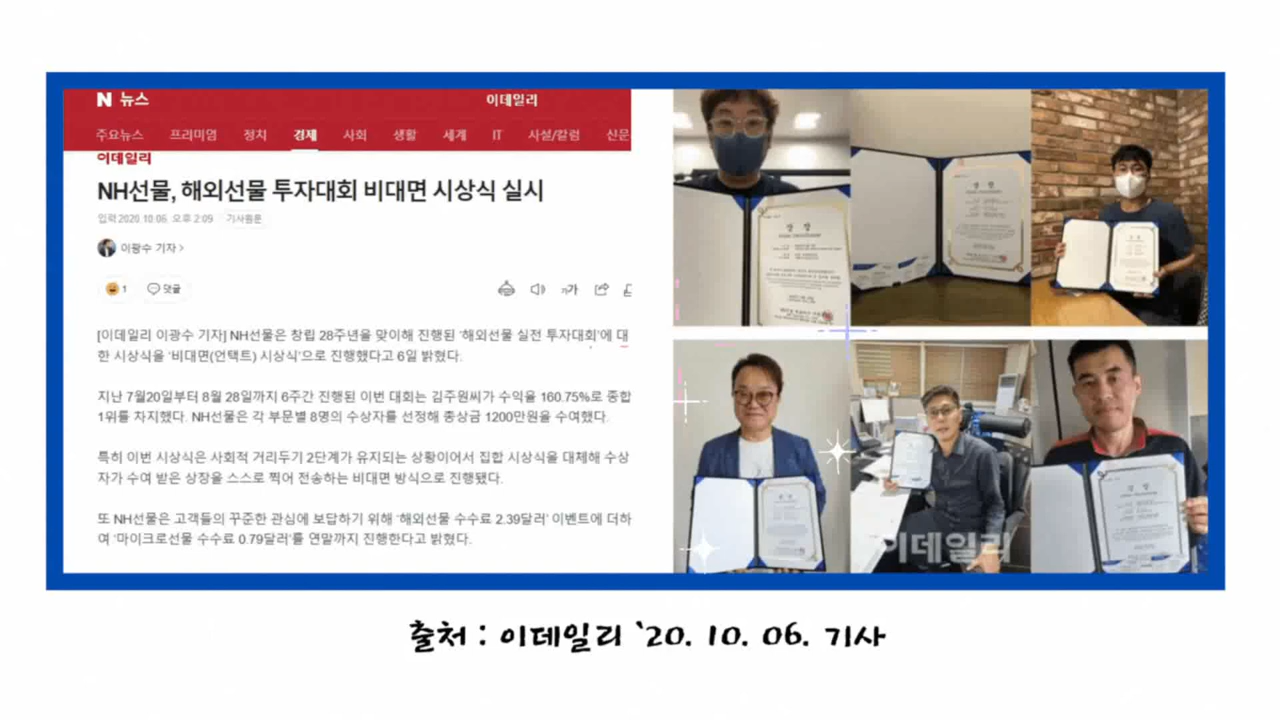 N 뉴스
이데일리
주요뉴스 프리미엄 정치 경제 사회 생활 세계 IT 사설/칼럼 신문
이데일리
NH선물, 해외선물 투자대회 비대면 시상식 실시
입력 2020.10.06. 오후 2:09 기사원문
이광수 기자 >
1 댓글
가가
[이데일리 이광수 기자] NH선물은 창립 28주년을 맞이해 진행된 '해외선물 실전 투자대회'에 대
한 시상식을 '비대면(언택트) 시상식'으로 진행했다고 6일 밝혔다.
지난 7월20일부터 8월 28일까지 6주간 진행된 이번 대회는 김주원씨가 수익율 160.75%로 종합
1위를 차지했다. NH선물은 각 부문별 8명의 수상자를 선정해 총상금 1200만원을 수여했다.
특히 이번 시상식은 사회적 거리두기 2단계가 유지되는 상황이어서 집합 시상식을 대체해 수상
자가 수여 받은 상장을 스스로 찍어 전송하는 비대면 방식으로 진행됐다.
또 NH선물은 고객들의 꾸준한 관심에 보답하기 위해 '해외선물 수수료 2.39달러' 이벤트에 더하
여 '마이크로선물 수수료 0.79달러'를 연말까지 진행한다고 밝혔다.
상장
상장
상장
상장
이데일리
출처 : 이데일리 '20. 10. 06. 기사